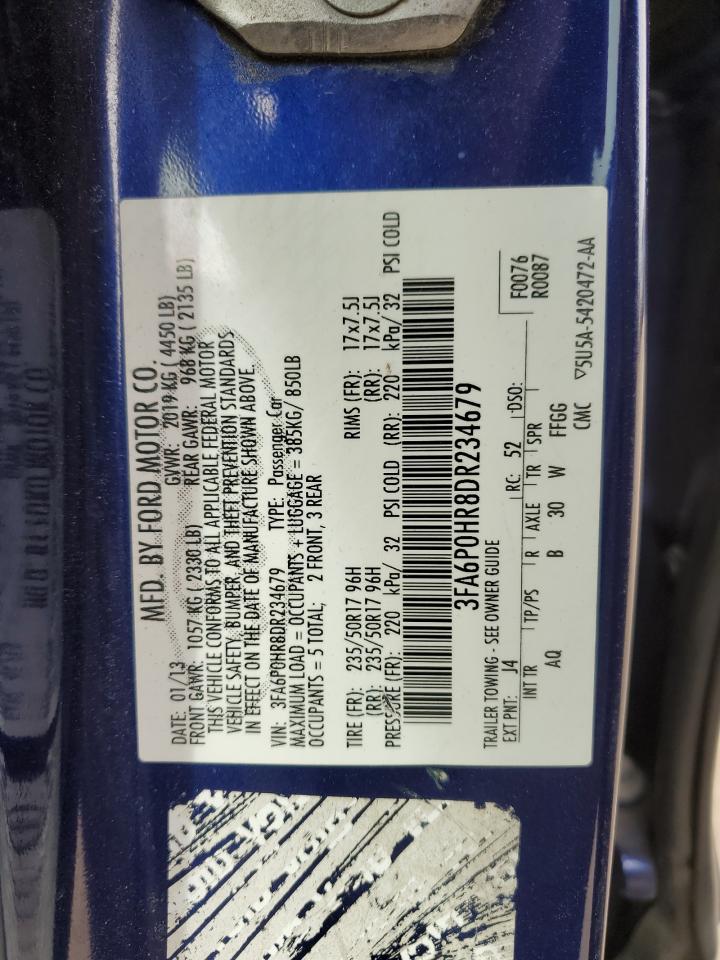 MFD. BY FORD MOTOR CO.
DATE: 01/13 GVWR: 2019 KG ( 4450 LB)
FRONT GAWR: 1057 KG ( 2330 LB) REAR GAWR: 968 KG ( 2135 LB)
THIS VEHICLE CONFORMS TO ALL APPLICABLE FEDERAL MOTOR
VEHICLE SAFETY, BUMPER, AND THEFT PREVENTION STANDARDS
IN EFFECT ON THE DATE OF MANUFACTURE SHOWN ABOVE.
VIN: 3FA6P0HR8DR234679 TYPE: Passenger Car
MAXIMUM LOAD = OCCUPANTS + LUGGAGE = 385KG/ 850LB
OCCUPANTS = 5 TOTAL; 2 FRONT, 3 REAR
TIRE (FR): 235/50R17 96H RIMS (FR): 17x7.5J
(RR): 235/50R17 96H (RR): 17x7.5J
PRESSURE (FR): 220 kPa/ 32 PSI COLD (RR): 220 kPa/ 32 PSI COLD
3FA6P0HR8DR234679
TRAILER TOWING - SEE OWNER GUIDE F0076
EXT PNT: J4 RC: 52 DSO: R0087
INT TR TP/PS R AXLE TR SPR
AQ B 30 W FFGG
CMC ▽5U5A-5420472-AA